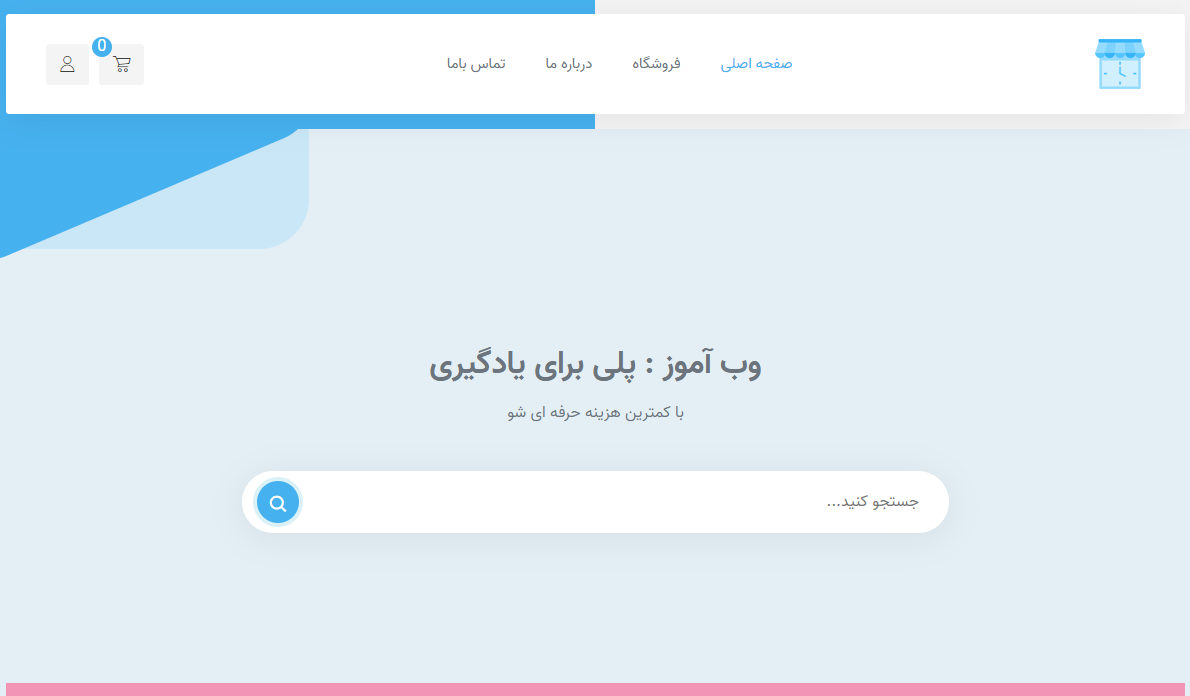 صفحه اصلی
فروشگاه
درباره ما
تماس باما
0
وب آموز : پلی برای یادگیری
با کمترین هزینه حرفه ای شو
جستجو کنید...